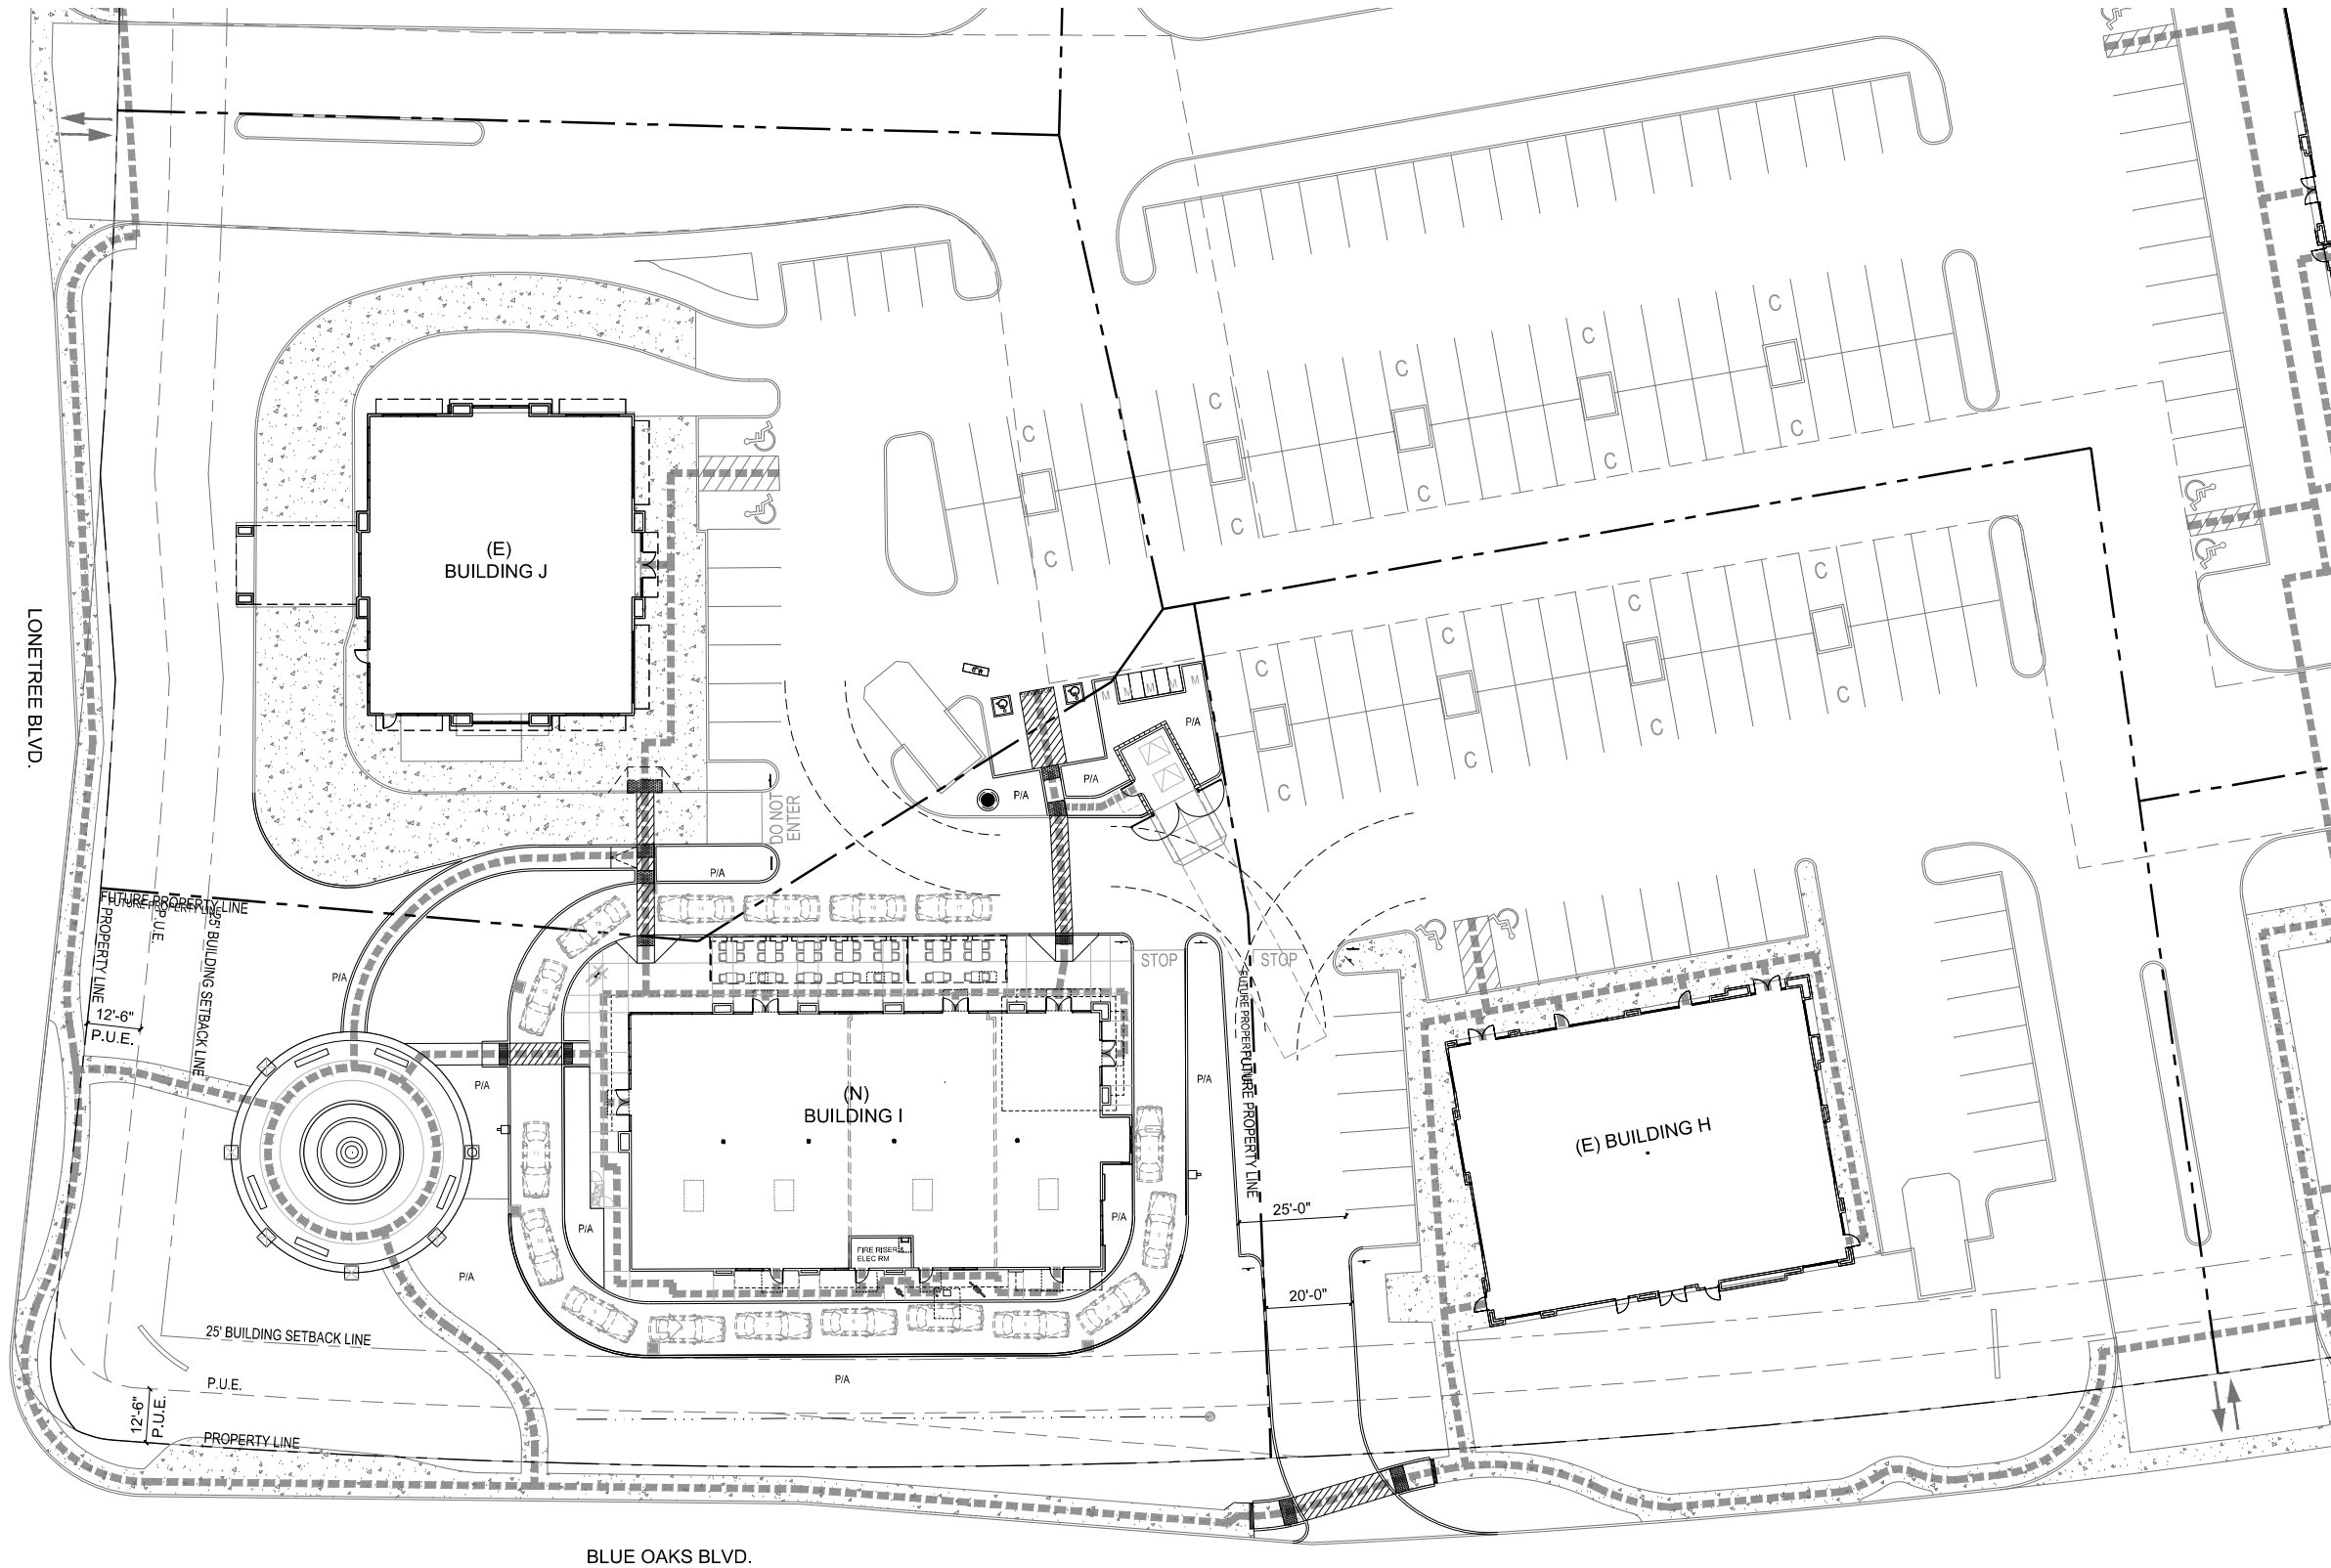 C
C
C
C
C
C
C
C
C
C
(E)
BUILDING J
C
C
C
C
C
C
C
C
LONETREE BLVD.
M
M
M
M
M
M
P/A
P/A
P/A
DO NOT
ENTER
P/A
FUTURE PROPERTY LINE
FUTURE PROPERTY LINE
PROPERTY LINE
P.U.E.
25' BUILDING SETBACK LINE
P/A
STOP
STOP
12'-6"
P.U.E.
P/A
P/A
FUTURE PROPERTY LINE
(N)
BUILDING I
(E) BUILDING H
P/A
P/A
25'-0"
FIRE RISER &
ELEC RM
P/A
20'-0"
25' BUILDING SETBACK LINE
P.U.E.
P/A
12'-6"
P.U.E.
PROPERTY LINE
BLUE OAKS BLVD.